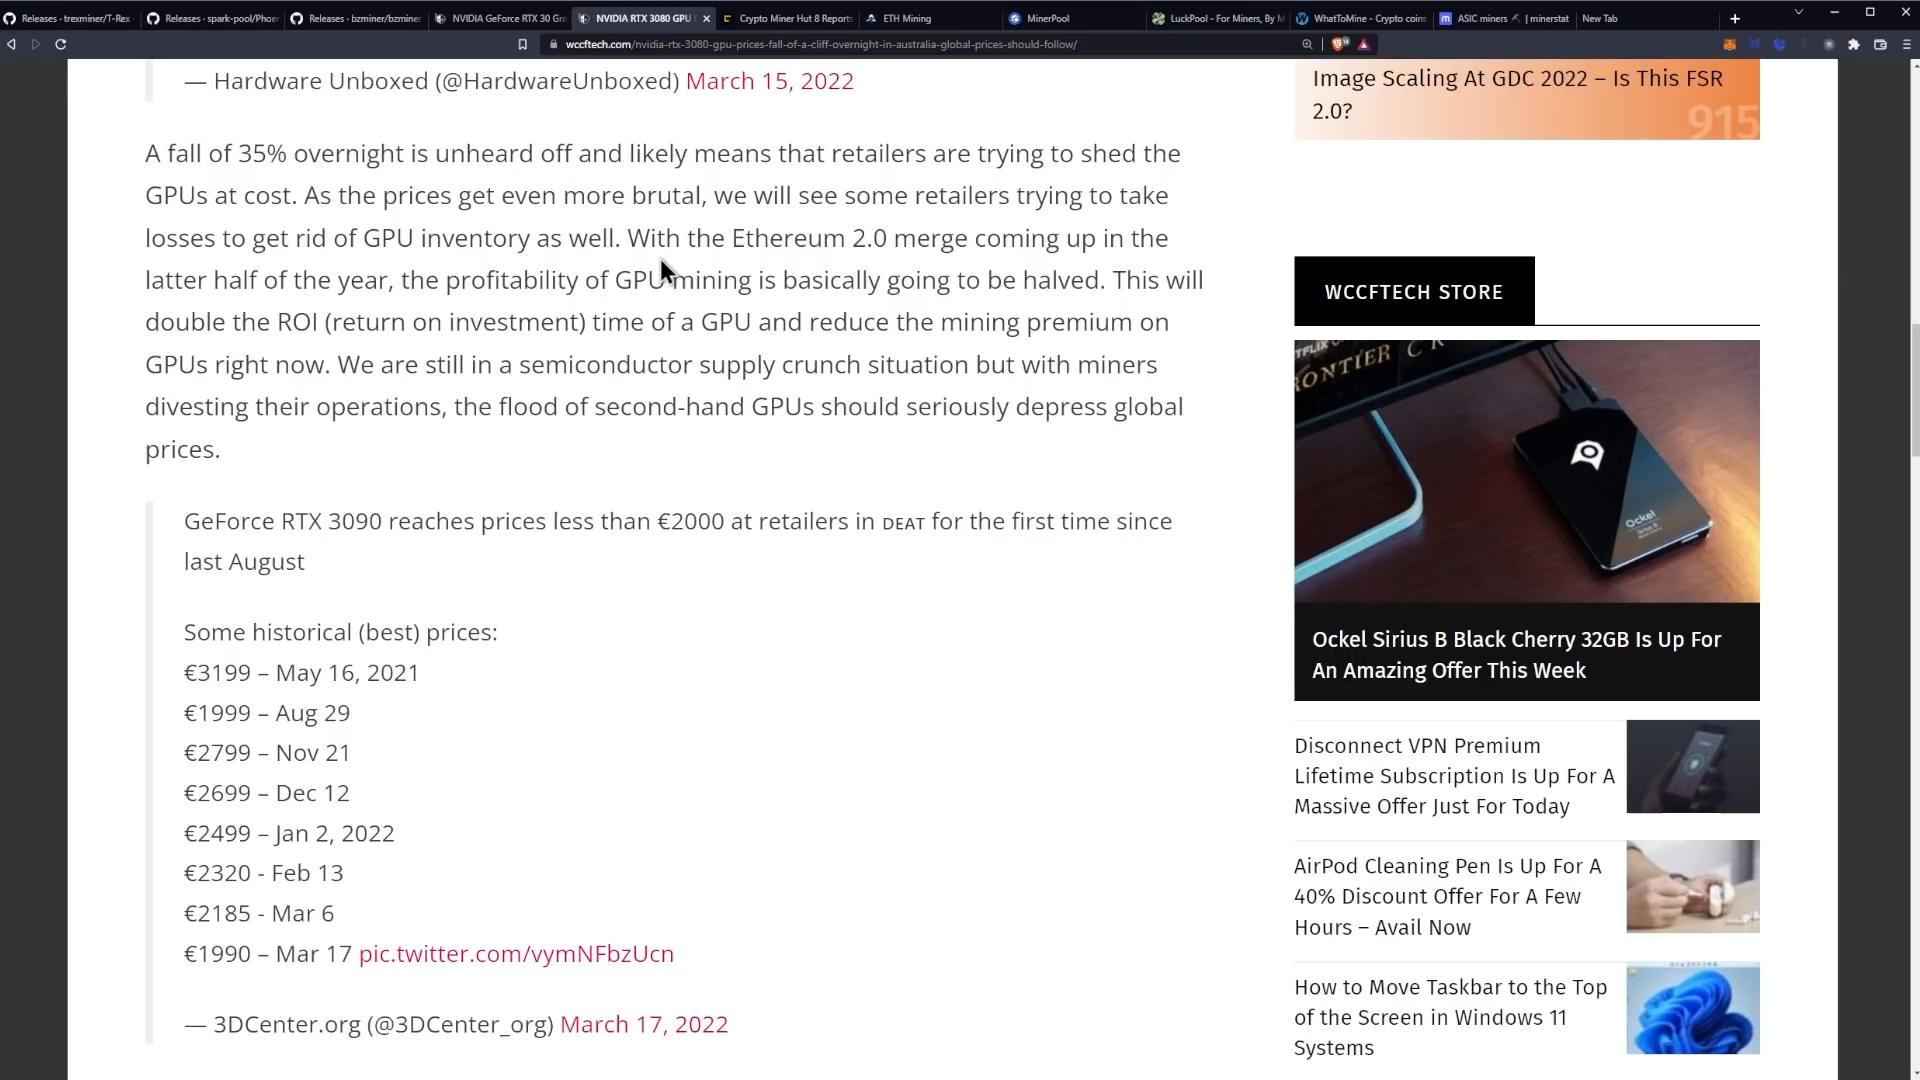 Releases · trexminer/T-Rex
Releases · spark-pool/Phoe
Releases · bzminer/bzminer
NVIDIA GeForce RTX 30 Gra
NVIDIA RTX 3080 GPU
Crypto Miner Hut 8 Reports
ETH Mining
MinerPool
LuckPool - For Miners, By M
WhatToMine - Crypto coins
ASIC miners ⛏ | minerstat
New Tab
wccftech.com/nvidia-rtx-3080-gpu-prices-fall-of-a-cliff-overnight-in-australia-global-prices-should-follow/
— Hardware Unboxed (@HardwareUnboxed) March 15, 2022
A fall of 35% overnight is unheard off and likely means that retailers are trying to shed the
GPUs at cost. As the prices get even more brutal, we will see some retailers trying to take
losses to get rid of GPU inventory as well. With the Ethereum 2.0 merge coming up in the
latter half of the year, the profitability of GPU mining is basically going to be halved. This will
double the ROI (return on investment) time of a GPU and reduce the mining premium on
GPUs right now. We are still in a semiconductor supply crunch situation but with miners
divesting their operations, the flood of second-hand GPUs should seriously depress global
prices.
GeForce RTX 3090 reaches prices less than €2000 at retailers in ᴅᴇᴀᴛ for the first time since
last August
Some historical (best) prices:
€3199 – May 16, 2021
€1999 – Aug 29
€2799 – Nov 21
€2699 – Dec 12
€2499 – Jan 2, 2022
€2320 - Feb 13
€2185 - Mar 6
€1990 – Mar 17 pic.twitter.com/vymNFbzUcn
— 3DCenter.org (@3DCenter_org) March 17, 2022
Image Scaling At GDC 2022 – Is This FSR
2.0?
915
WCCFTECH STORE
FRONTIER
Ockel
Ockel Sirius B Black Cherry 32GB Is Up For
An Amazing Offer This Week
Disconnect VPN Premium
Lifetime Subscription Is Up For A
Massive Offer Just For Today
AirPod Cleaning Pen Is Up For A
40% Discount Offer For A Few
Hours – Avail Now
How to Move Taskbar to the Top
of the Screen in Windows 11
Systems